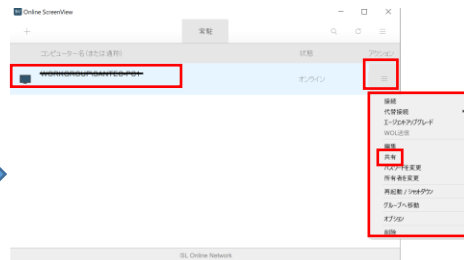 Online ScreenView
常駐
コンピューター名(または通称)
状態
アクション
WORKGROUP\GANTEC-PC1
オンライン
接続
代替接続
エージェントアップグレード
WOL送信
編集
共有
パスワードを変更
所有者を変更
再起動 / シャットダウン
グループへ移動
オプション
削除
ISL Online Network